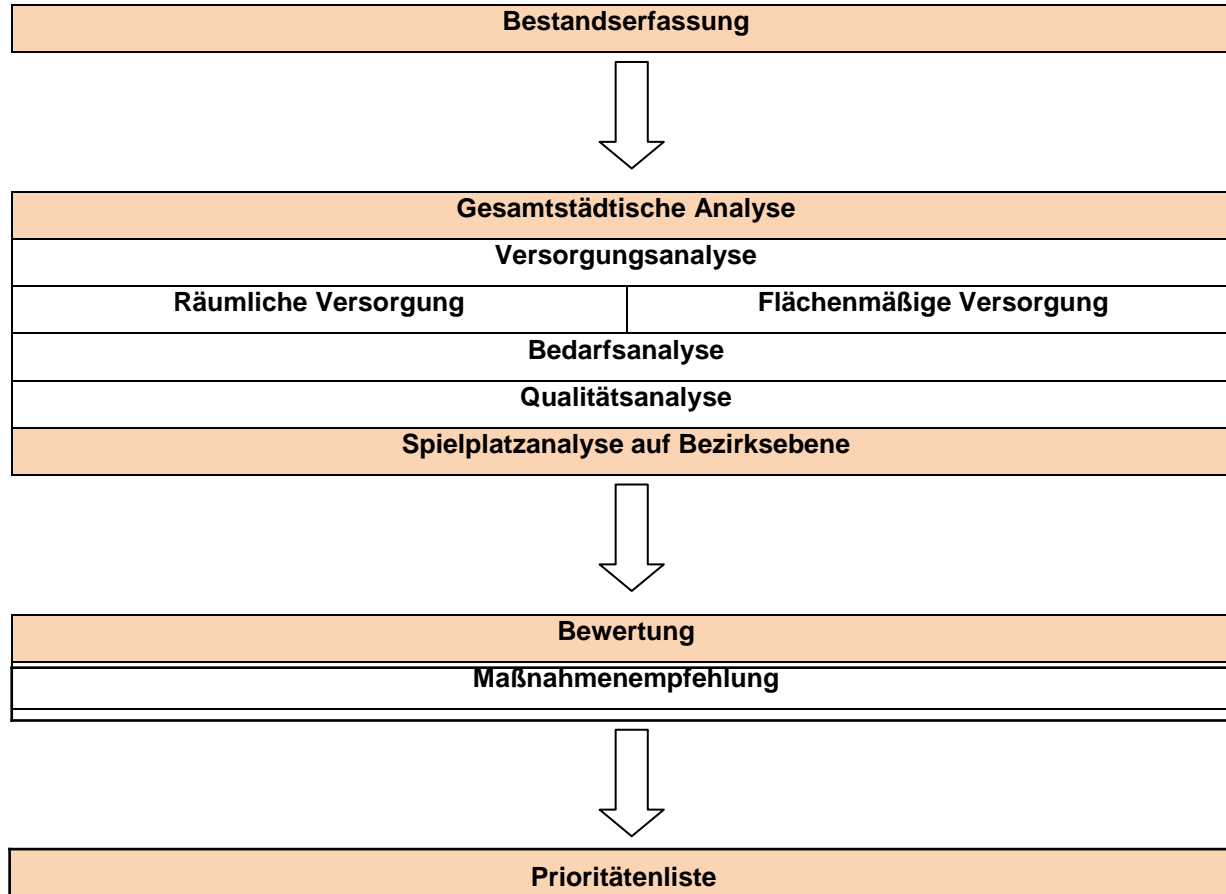 Bestandserfassung
Gesamtstädtische Analyse
Versorgungsanalyse
Räumliche Versorgung
Flächenmäßige Versorgung
Bedarfsanalyse
Qualitätsanalyse
Spielplatzanalyse auf Bezirksebene
Bewertung
Maßnahmenempfehlung
Prioritätenliste